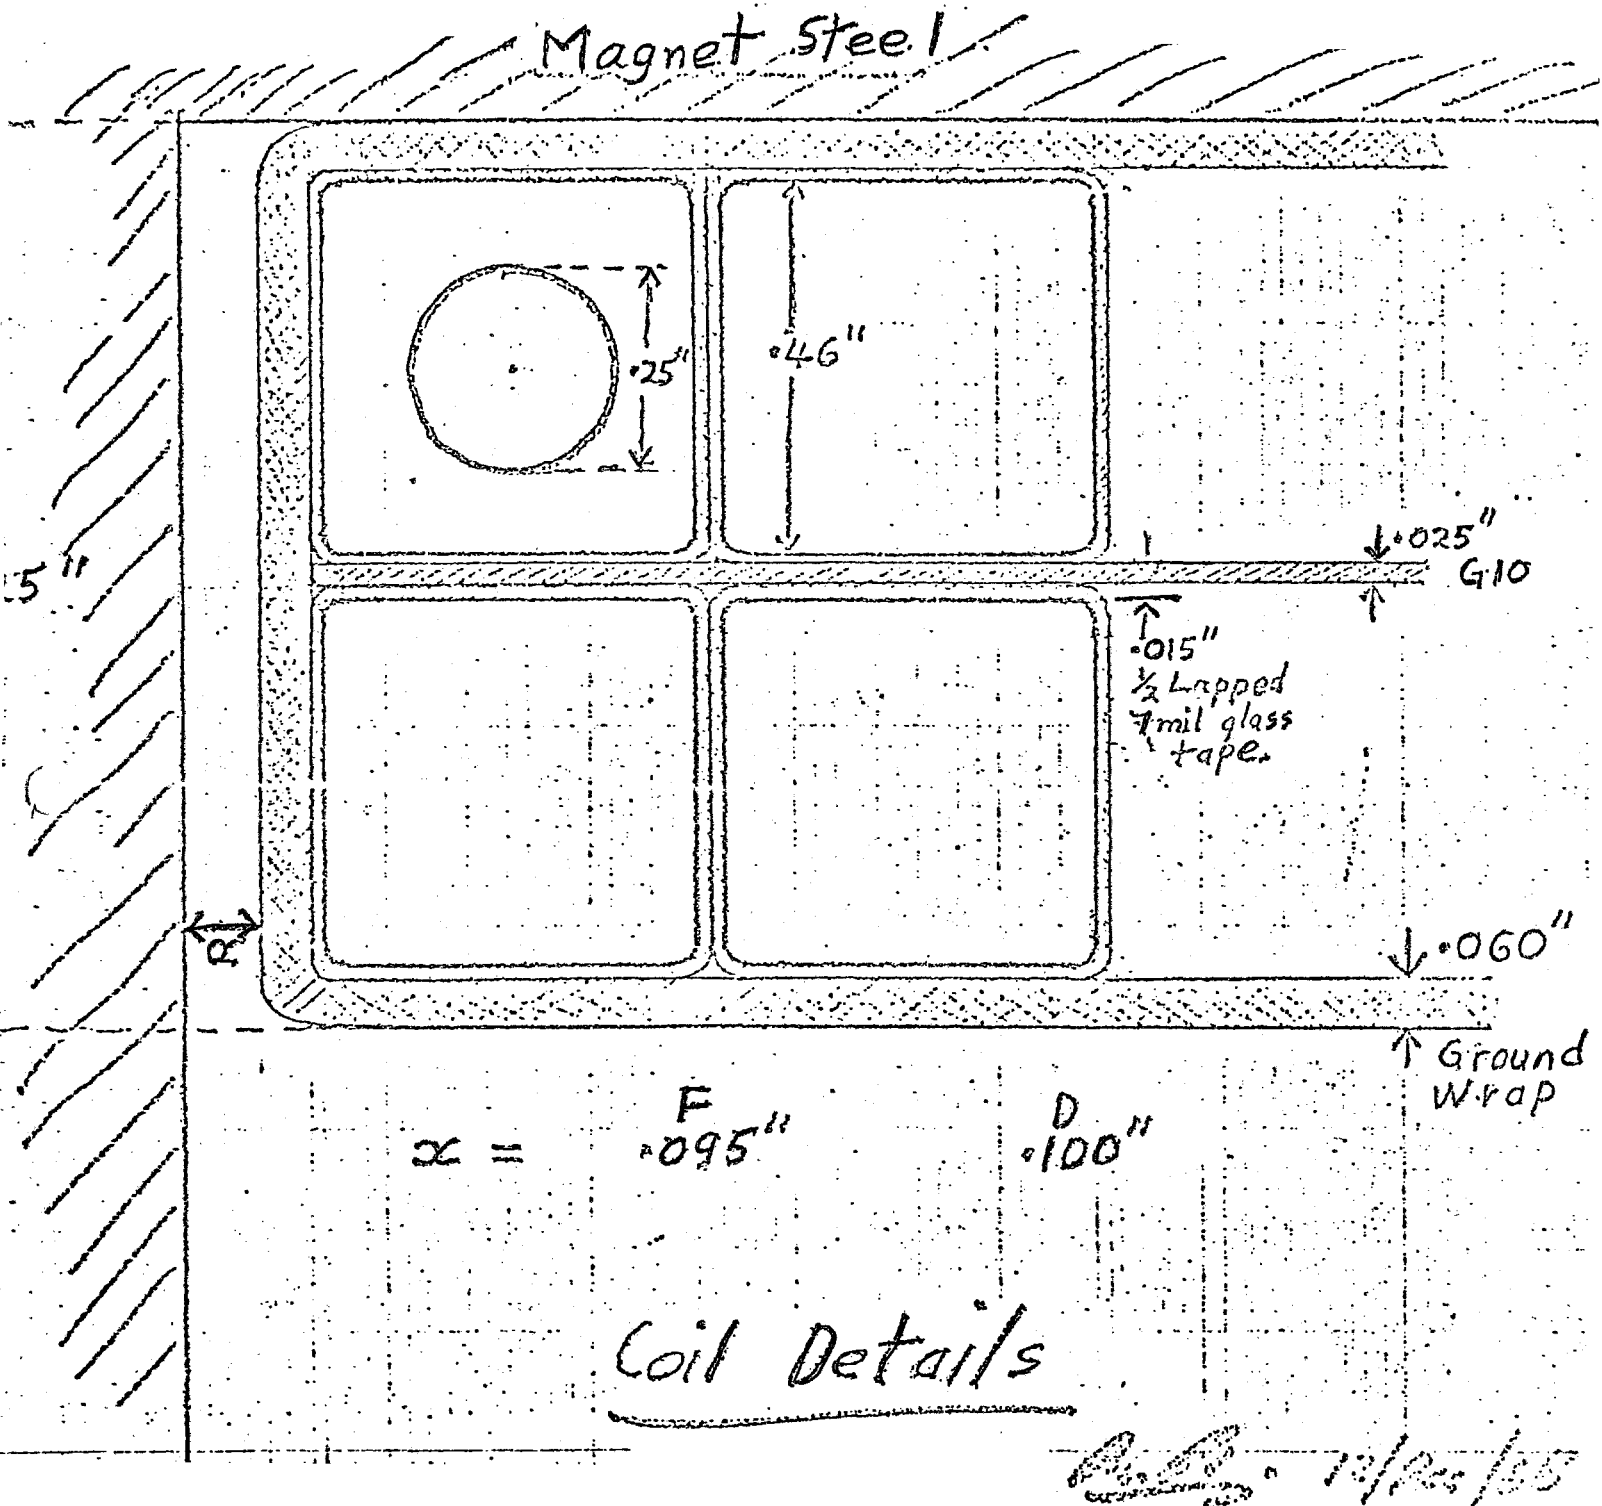 Magnet Steel
.25"
.46"
.025"
G10
5"
.015"
1/2 Lapped
7 mil glass
tape.
.060"
Ground
Wrap
F D
x = .095" .100"
Coil Details